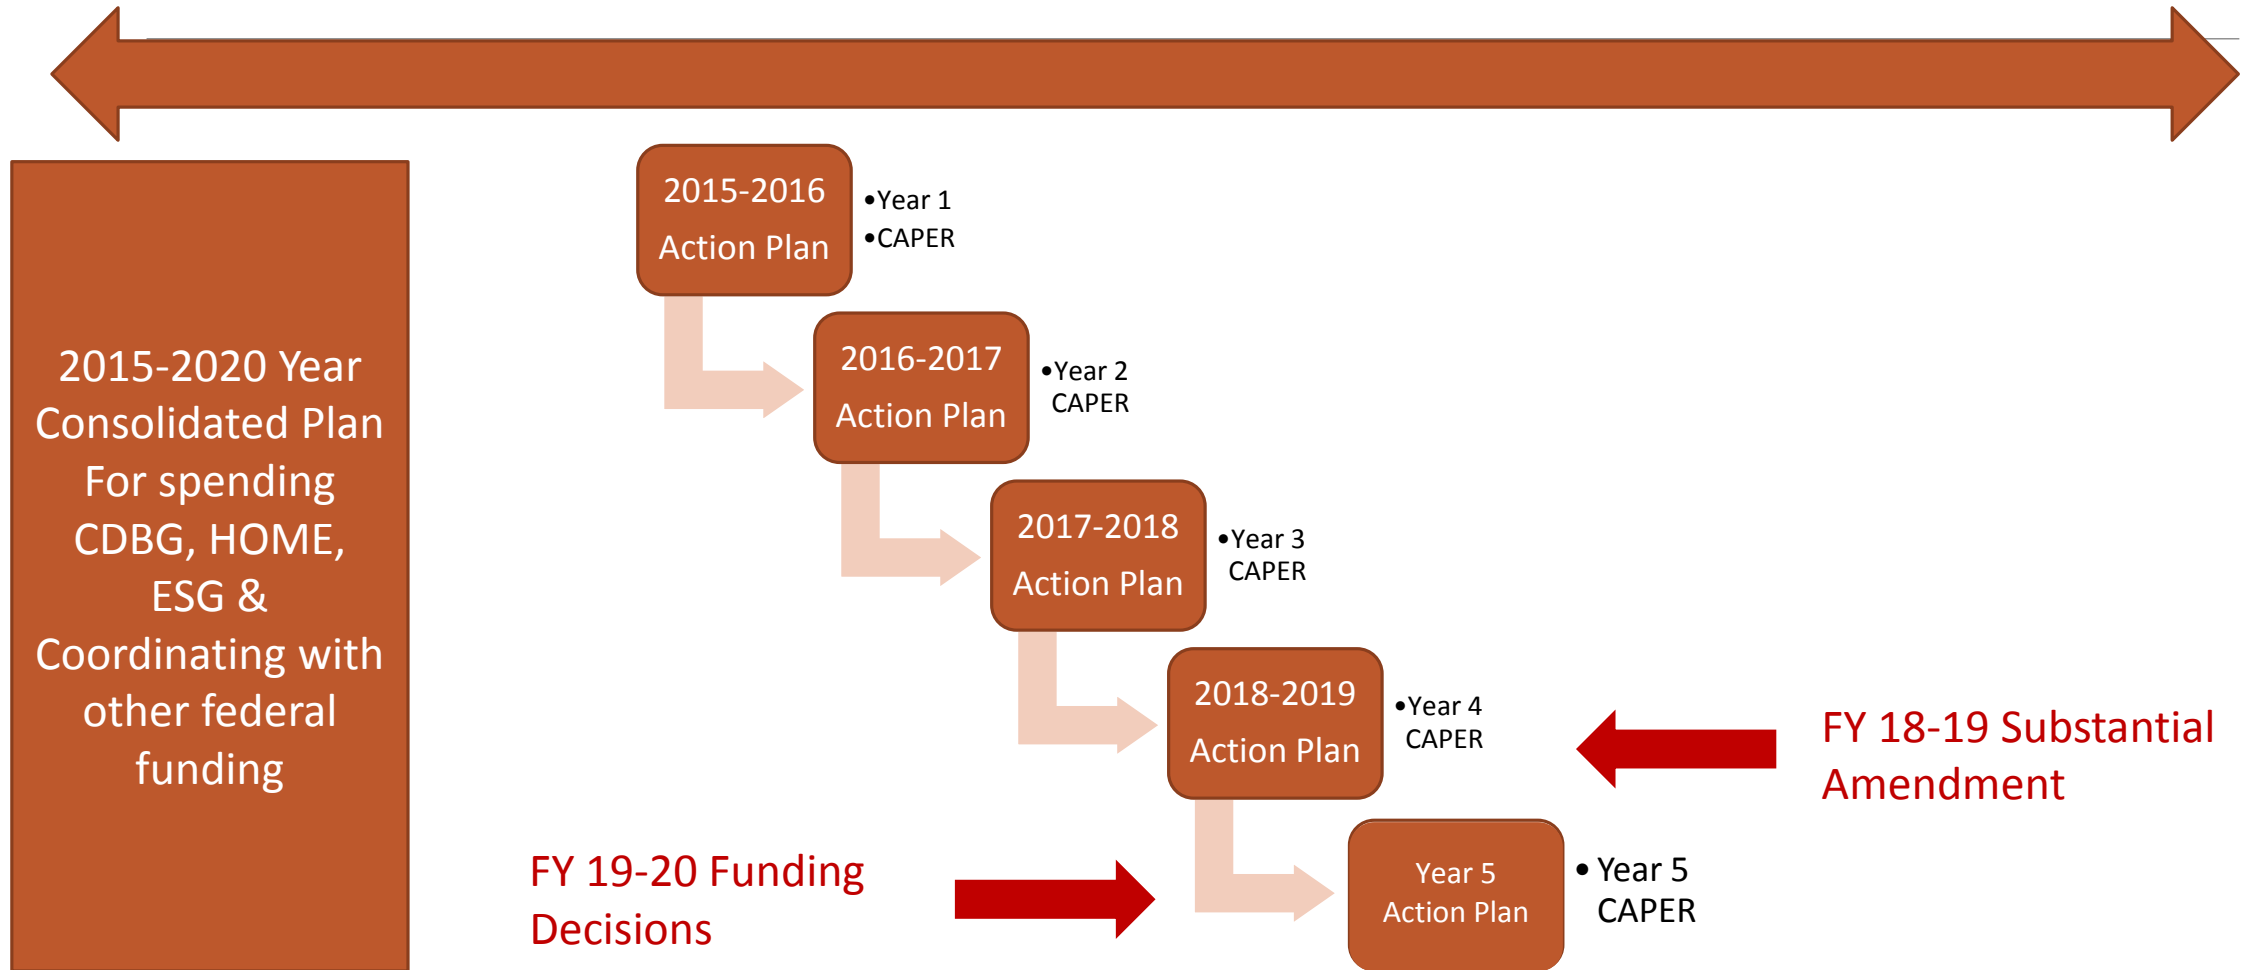 2015-2020 Year
Consolidated Plan
For spending
CDBG, HOME,
ESG &
Coordinating with
other federal
funding
2015-2016
Action Plan
•Year 1
•CAPER
2016-2017
Action Plan
•Year 2
CAPER
2017-2018
Action Plan
•Year 3
CAPER
2018-2019
Action Plan
•Year 4
CAPER
FY 18-19 Substantial
Amendment
FY 19-20 Funding
Decisions
Year 5
Action Plan
• Year 5
CAPER